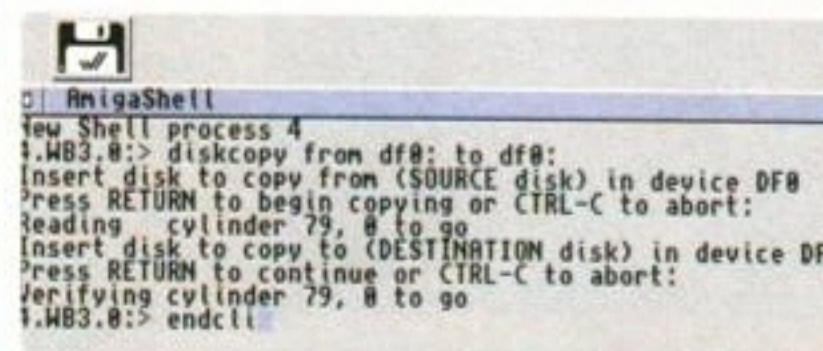 AmigaShell
New Shell process 4
4.WB3.0:> diskcopy from df0: to df0:
Insert disk to copy from (SOURCE disk) in device DF0
Press RETURN to begin copying or CTRL-C to abort:
Reading cylinder 79, 0 to go
Insert disk to copy to (DESTINATION disk) in device DF
Press RETURN to continue or CTRL-C to abort:
Verifying cylinder 79, 0 to go
4.WB3.0:> endcli